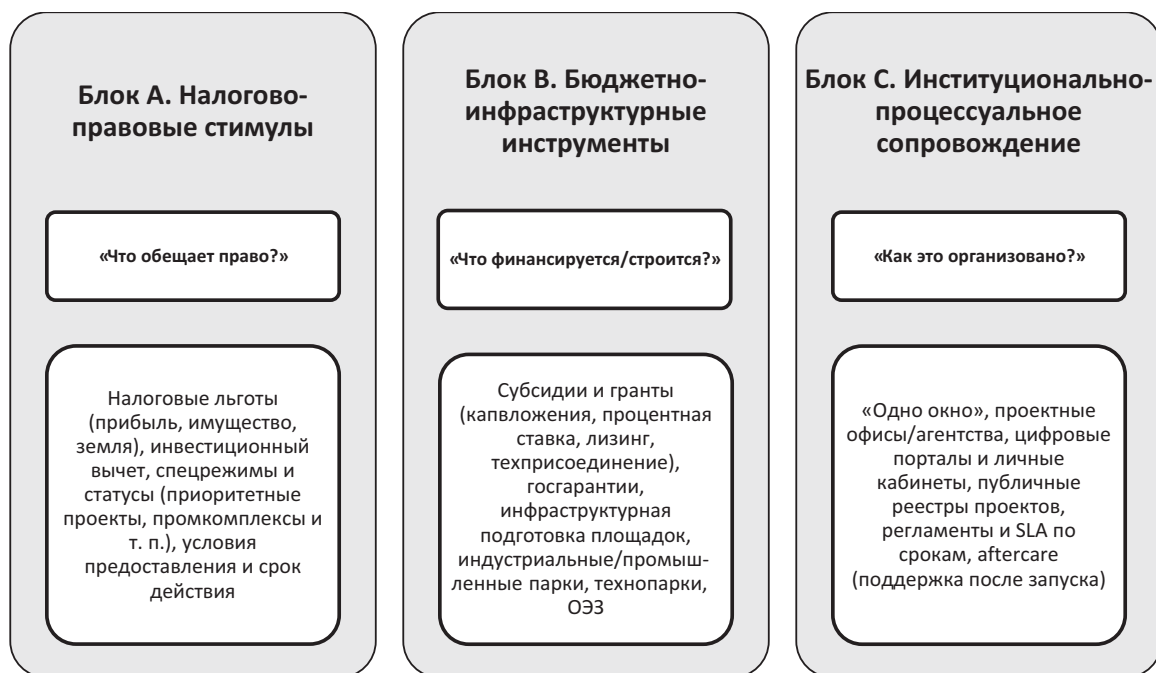 Блок А. Налогово-
правовые стимулы
«Что обещает право?»
Налоговые льготы
(прибыль, имущество,
земля), инвестиционный
вычет, спецрежимы и
статусы (приоритетные
проекты, промкомплексы и
т. п.), условия
предоставления и срок
действия
Блок В. Бюджетно-
инфраструктурные
инструменты
«Что финансируется/строится?»
Субсидии и гранты
(капвложения, процентная
ставка, лизинг,
техприсоединение),
госгарантии,
инфраструктурная
подготовка площадок,
индустриальные/промыш-
ленные парки, технопарки,
ОЭЗ
Блок С. Институционально-
процессуальное
сопровождение
«Как это организовано?»
«Одно окно», проектные
офисы/агентства, цифровые
порталы и личные
кабинеты, публичные
реестры проектов,
регламенты и SLA по
срокам, aftercare
(поддержка после запуска)